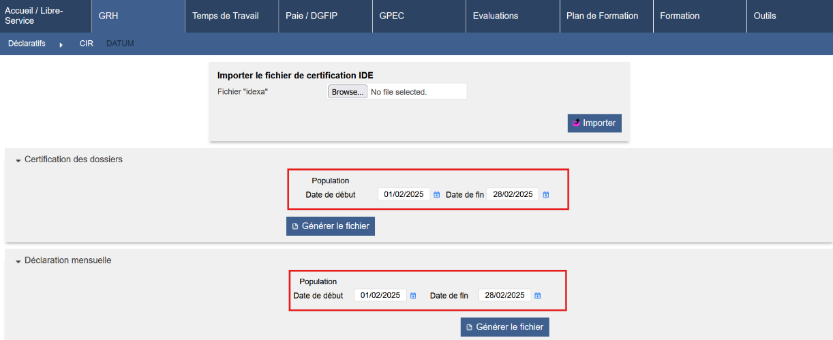 Accueil / Libre-Service GRH Temps de Travail Paie / DGFIP GPEC Evaluations Plan de Formation Formation Outils
Déclaratifs CIR DATUM
Importer le fichier de certification IDE
Fichier "idexa" Browse... No file selected.
Importer
Certification des dossiers
Population
Date de début 01/02/2025 Date de fin 28/02/2025
Générer le fichier
Déclaration mensuelle
Population
Date de début 01/02/2025 Date de fin 28/02/2025
Générer le fichier